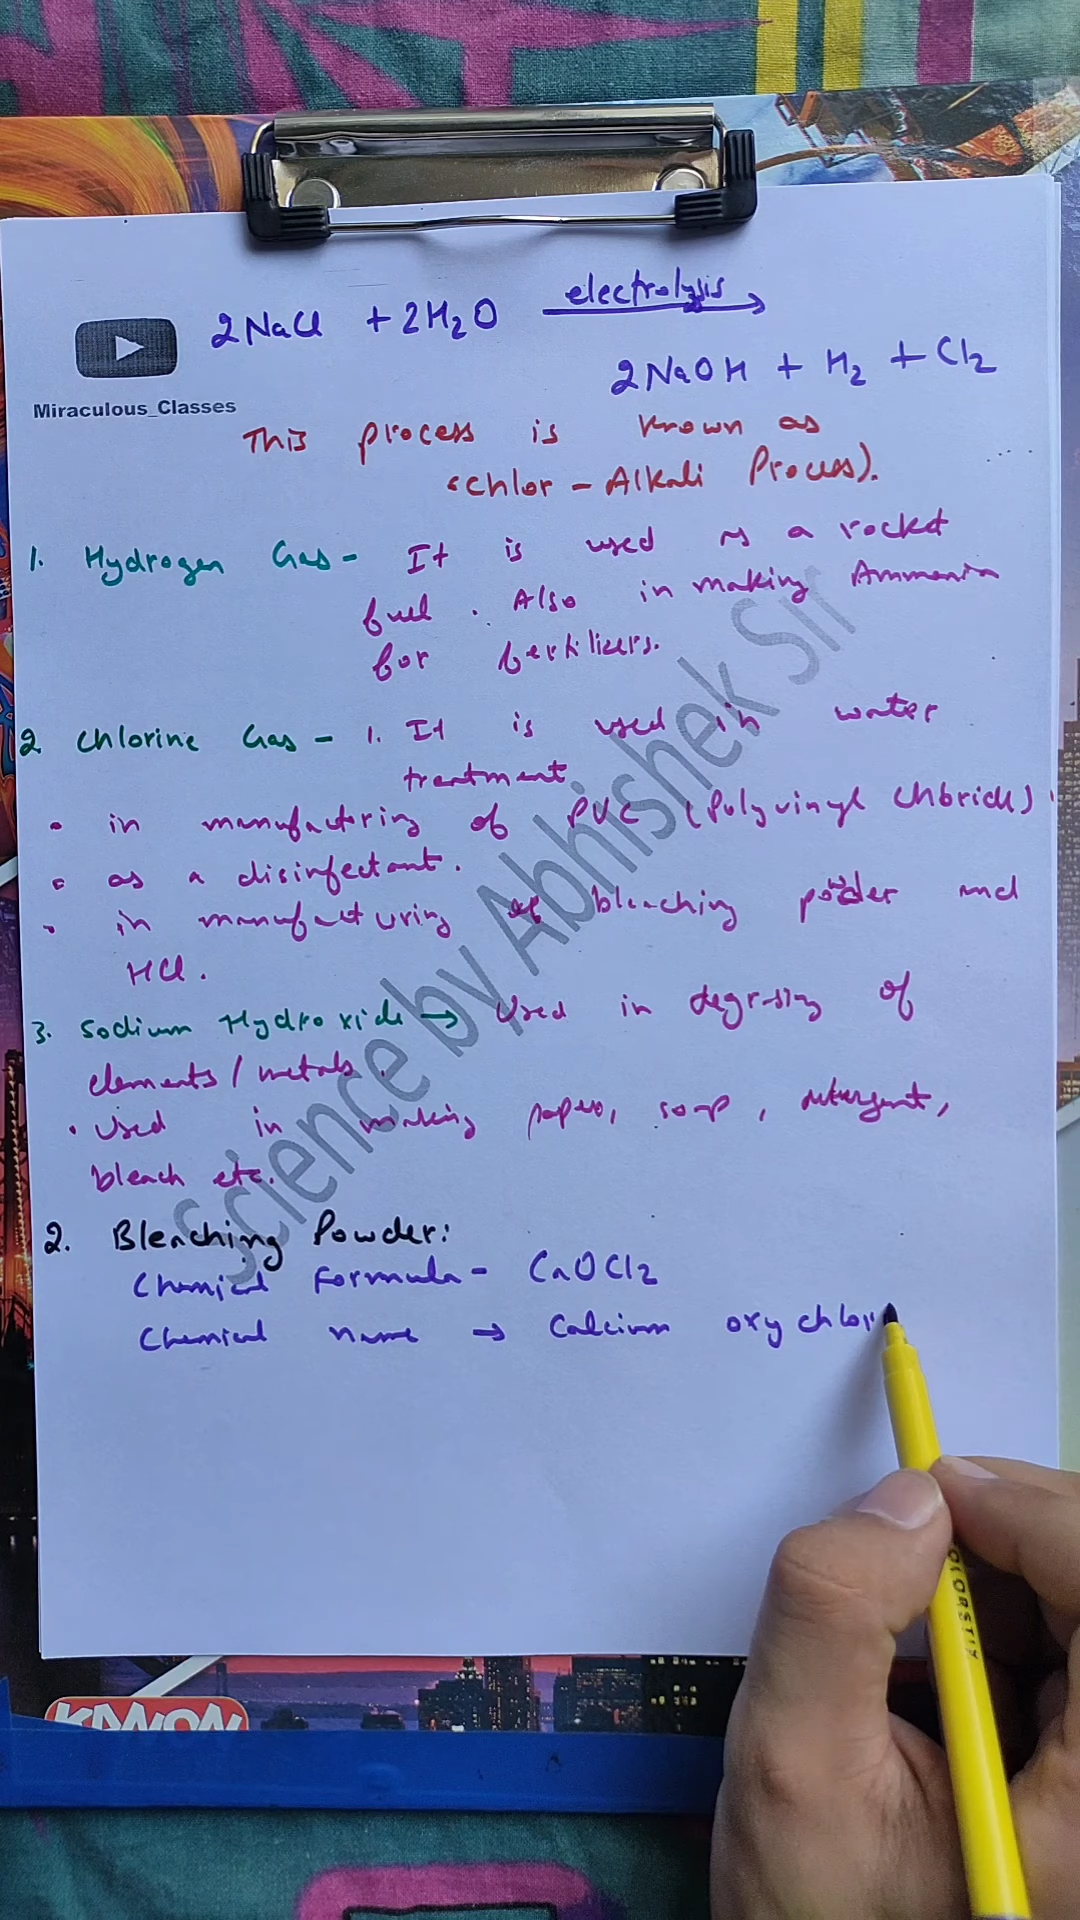 electrolysis
2NaCl + 2H2O
2NaOH + H2 + Cl2
Miraculous_Classes
This process is known as
(chlor - Alkali Process).
1. Hydrogen Gas - It is used as a rocket
fuel. Also in making Ammonia
for fertilizers.
2. Chlorine Gas - 1. It is used in water
treatment
• in manufactoring of PVC (Polyvinyl Chloride)
• as a disinfectant.
• in manufacturing of bleaching powder and
HCl.
3. Sodium Hydroxide → Used in degreasing of
elements / metals.
• Used in making paper, soap, detergent,
bleach etc.
Science by Abhishek Sir
2. Bleaching Powder:
Chemical Formula - CaOCl2
Chemical name → Calcium oxy chlor
KIWON
COLORSTIX